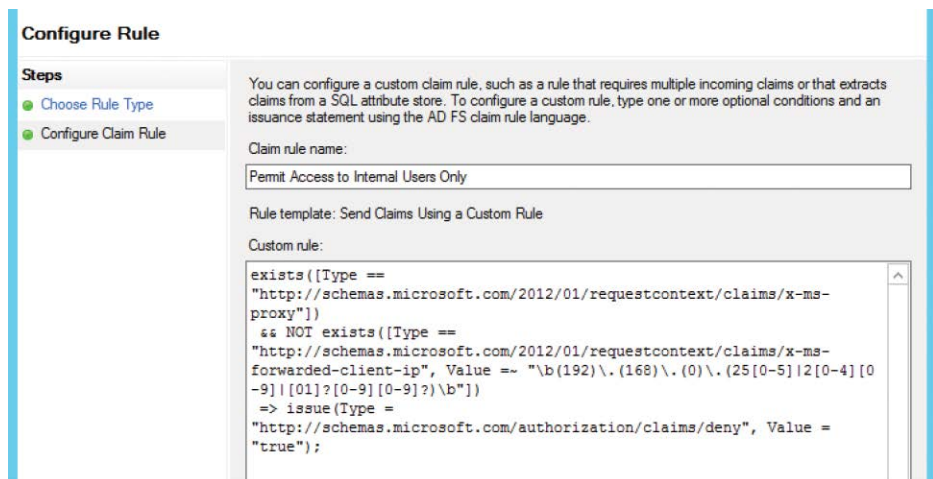 Configure Rule
Steps
Choose Rule Type
Configure Claim Rule
You can configure a custom claim rule, such as a rule that requires multiple incoming claims or that extracts
claims from a SQL attribute store. To configure a custom rule, type one or more optional conditions and an
issuance statement using the AD FS claim rule language.
Claim rule name:
Permit Access to Internal Users Only
Rule template: Send Claims Using a Custom Rule
Custom rule:
exists([Type ==
"http://schemas.microsoft.com/2012/01/requestcontext/claims/x-ms-
proxy"])
&& NOT exists([Type ==
"http://schemas.microsoft.com/2012/01/requestcontext/claims/x-ms-
forwarded-client-ip", Value =~ "\b(192)\.(168)\.(0)\.(25[0-5]|2[0-4][0
-9]|[01]?[0-9][0-9]?)\b"])
=> issue(Type =
"http://schemas.microsoft.com/authorization/claims/deny", Value =
"true");